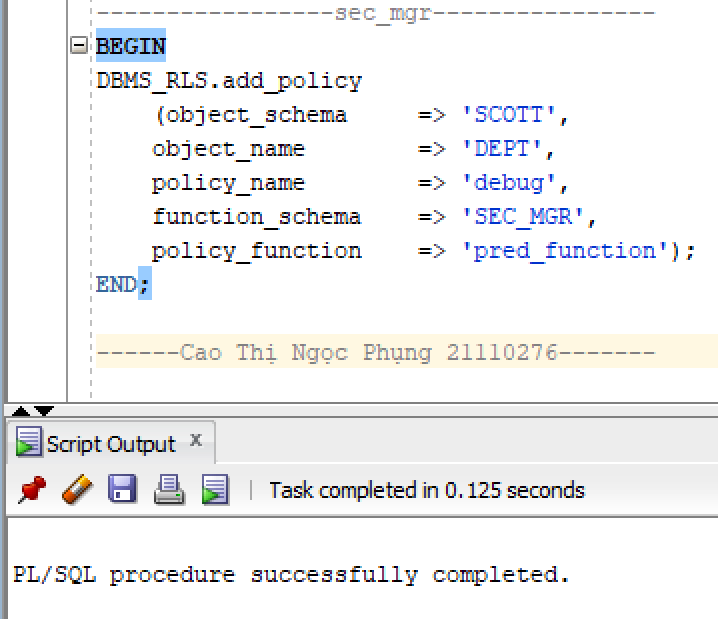 -----------------sec_mgr----------------
BEGIN
DBMS_RLS.add_policy
(object_schema => 'SCOTT',
object_name => 'DEPT',
policy_name => 'debug',
function_schema => 'SEC_MGR',
policy_function => 'pred_function');
END;
------Cao Thị Ngọc Phụng 21110276-------
Script Output x
Task completed in 0.125 seconds
PL/SQL procedure successfully completed.